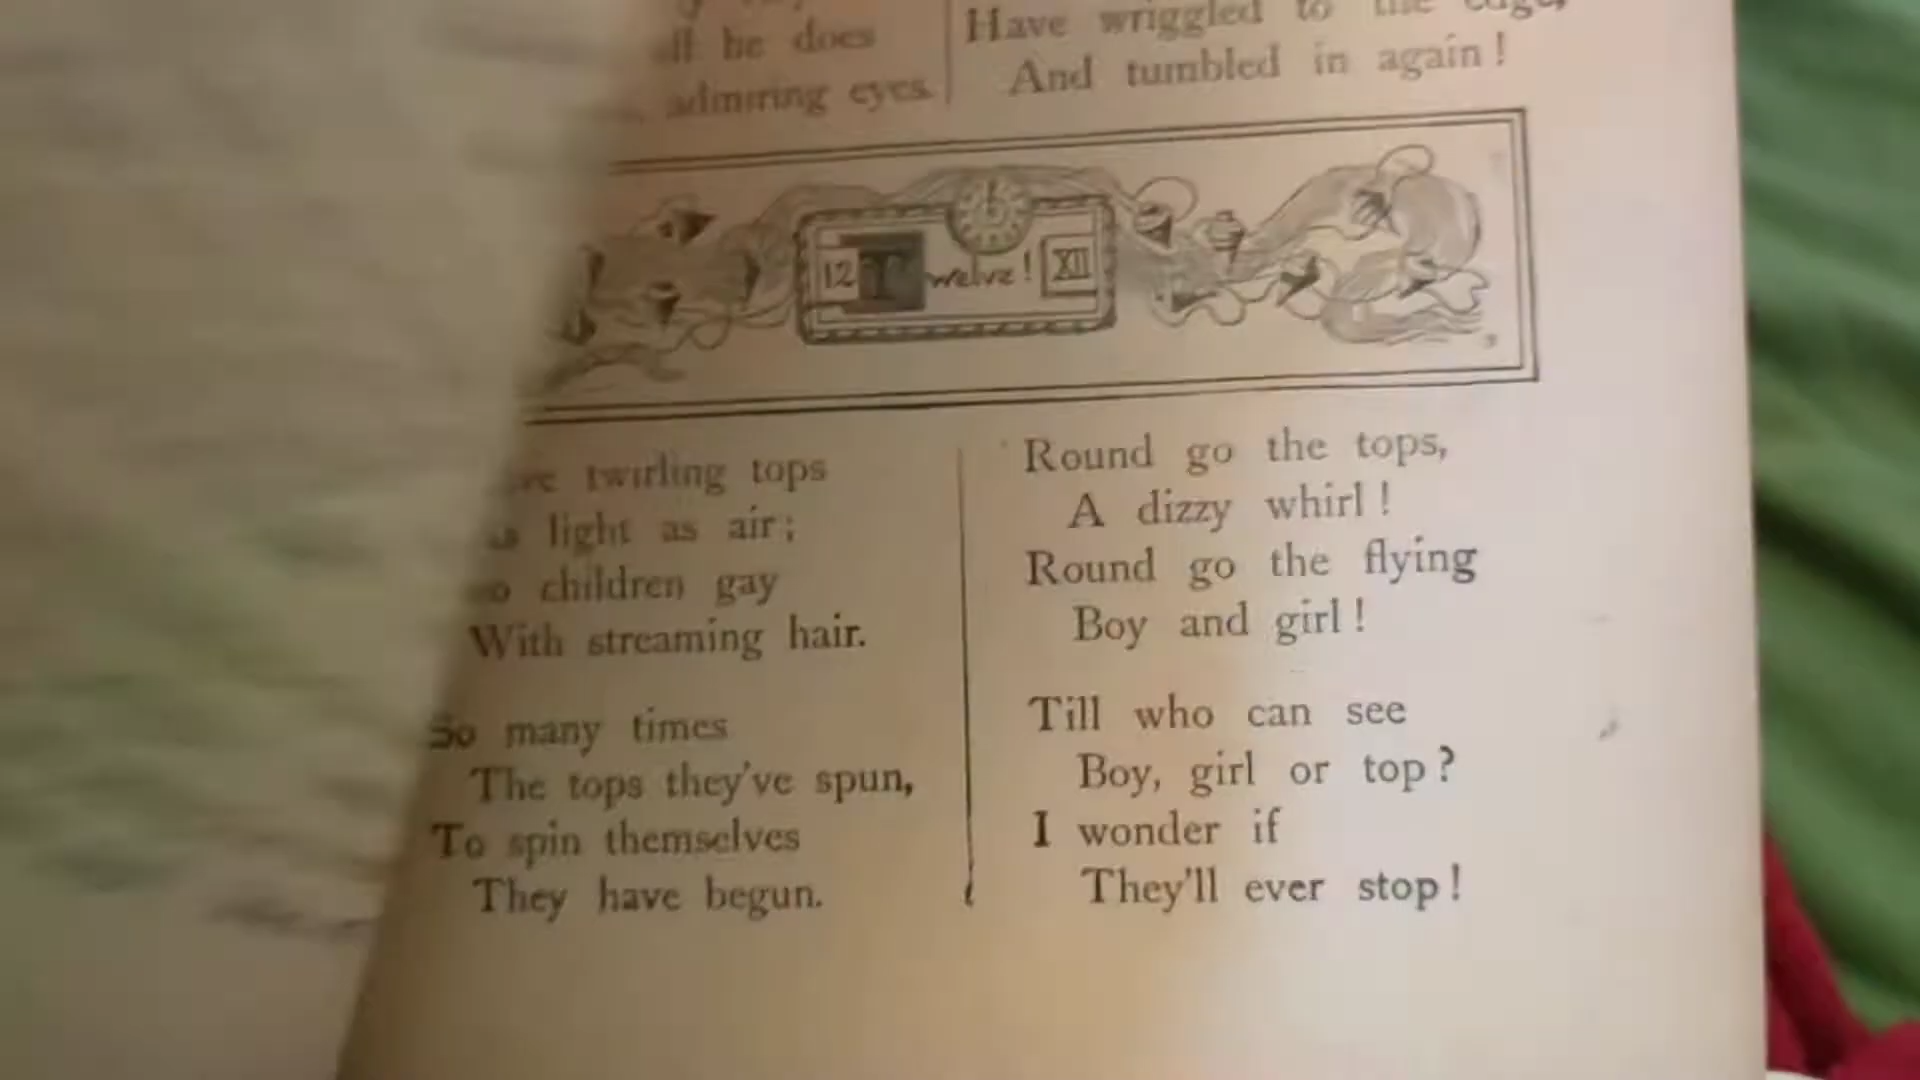 he does
admiring eyes.
Have wriggled to the edge,
And tumbled in again!
12 Twelve! XII
twirling tops
light as air;
children gay
With streaming hair.
So many times
The tops they've spun,
To spin themselves
They have begun.
Round go the tops,
A dizzy whirl!
Round go the flying
Boy and girl!
Till who can see
Boy, girl or top?
I wonder if
They'll ever stop!